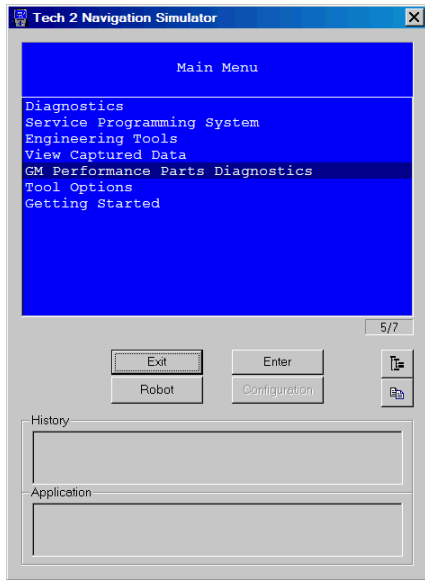 Tech 2 Navigation Simulator
Main Menu
Diagnostics
Service Programming System
Engineering Tools
View Captured Data
GM Performance Parts Diagnostics
Tool Options
Getting Started
5/7
Exit
Enter
Robot
Configuration
History
Application